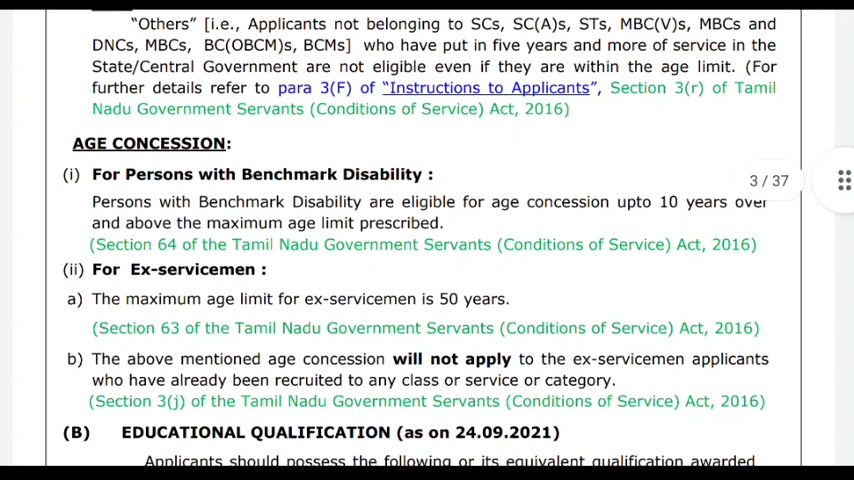 "Others" [i.e., Applicants not belonging to SCs, SC(A)s, STs, MBC(V)s, MBCs and
DNCs, MBCs, BC(OBCM)s, BCMs] who have put in five years and more of service in the
State/Central Government are not eligible even if they are within the age limit. (For
further details refer to para 3(F) of "Instructions to Applicants", Section 3(r) of Tamil
Nadu Government Servants (Conditions of Service) Act, 2016)
AGE CONCESSION:
(i) For Persons with Benchmark Disability :
3 / 37
Persons with Benchmark Disability are eligible for age concession upto 10 years over
and above the maximum age limit prescribed.
(Section 64 of the Tamil Nadu Government Servants (Conditions of Service) Act, 2016)
(ii) For Ex-servicemen :
a) The maximum age limit for ex-servicemen is 50 years.
(Section 63 of the Tamil Nadu Government Servants (Conditions of Service) Act, 2016)
b) The above mentioned age concession will not apply to the ex-servicemen applicants
who have already been recruited to any class or service or category.
(Section 3(j) of the Tamil Nadu Government Servants (Conditions of Service) Act, 2016)
(B) EDUCATIONAL QUALIFICATION (as on 24.09.2021)
Applicants should possess the following or its equivalent qualification awarded